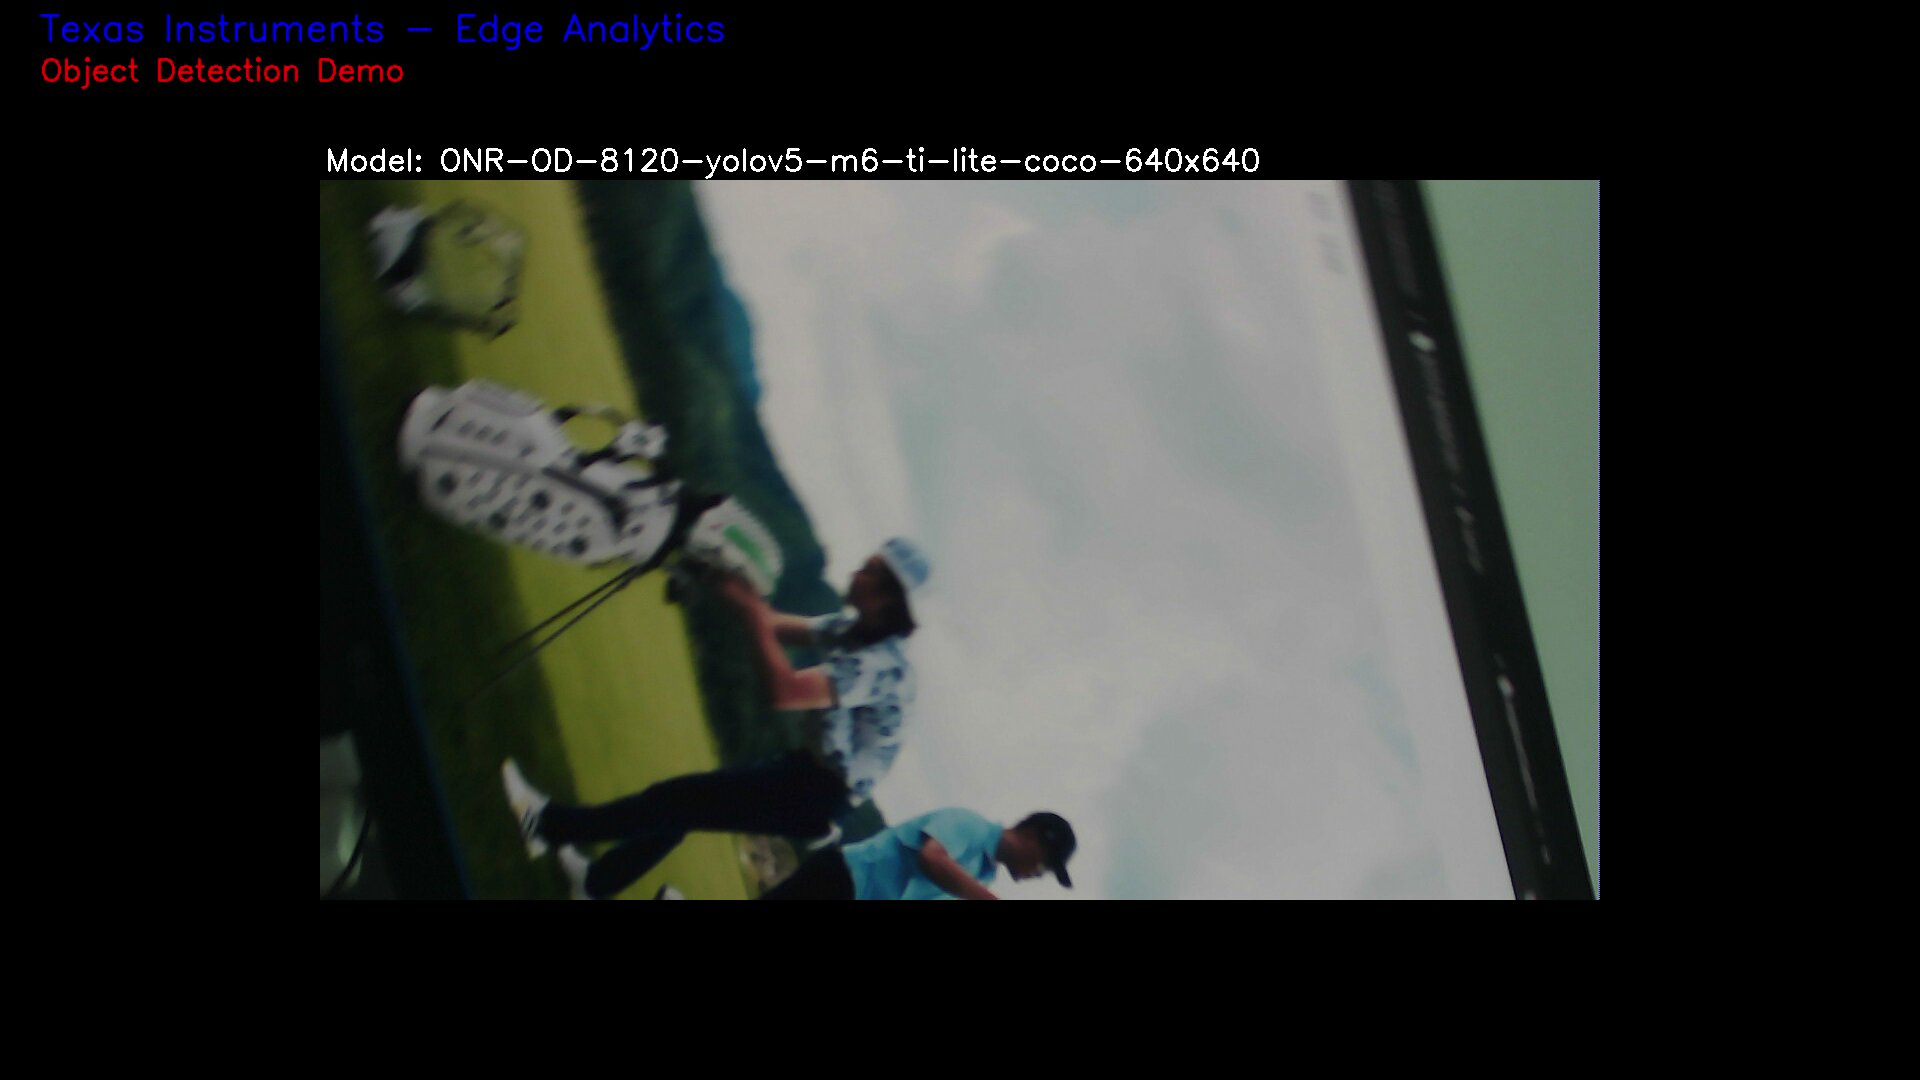 Texas Instruments - Edge Analytics
Object Detection Demo
Model: ONR-OD-8120-yolov5-m6-ti-lite-coco-640x640